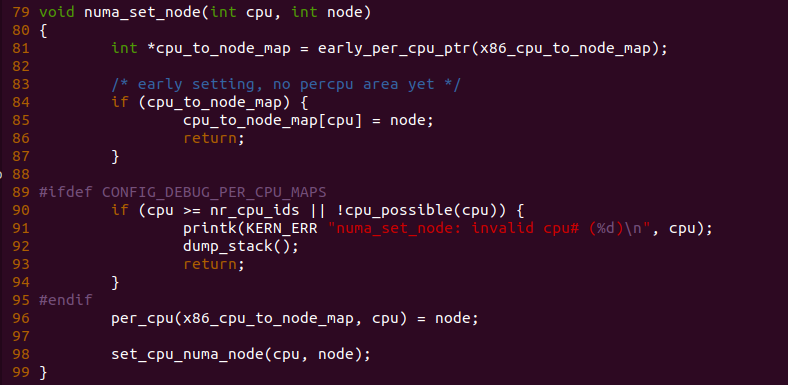 79 void numa_set_node(int cpu, int node)
80 {
81         int *cpu_to_node_map = early_per_cpu_ptr(x86_cpu_to_node_map);
82
83         /* early setting, no percpu area yet */
84         if (cpu_to_node_map) {
85                 cpu_to_node_map[cpu] = node;
86                 return;
87         }
88
89 #ifdef CONFIG_DEBUG_PER_CPU_MAPS
90         if (cpu >= nr_cpu_ids || !cpu_possible(cpu)) {
91                 printk(KERN_ERR "numa_set_node: invalid cpu# (%d)\n", cpu);
92                 dump_stack();
93                 return;
94         }
95 #endif
96         per_cpu(x86_cpu_to_node_map, cpu) = node;
97
98         set_cpu_numa_node(cpu, node);
99 }